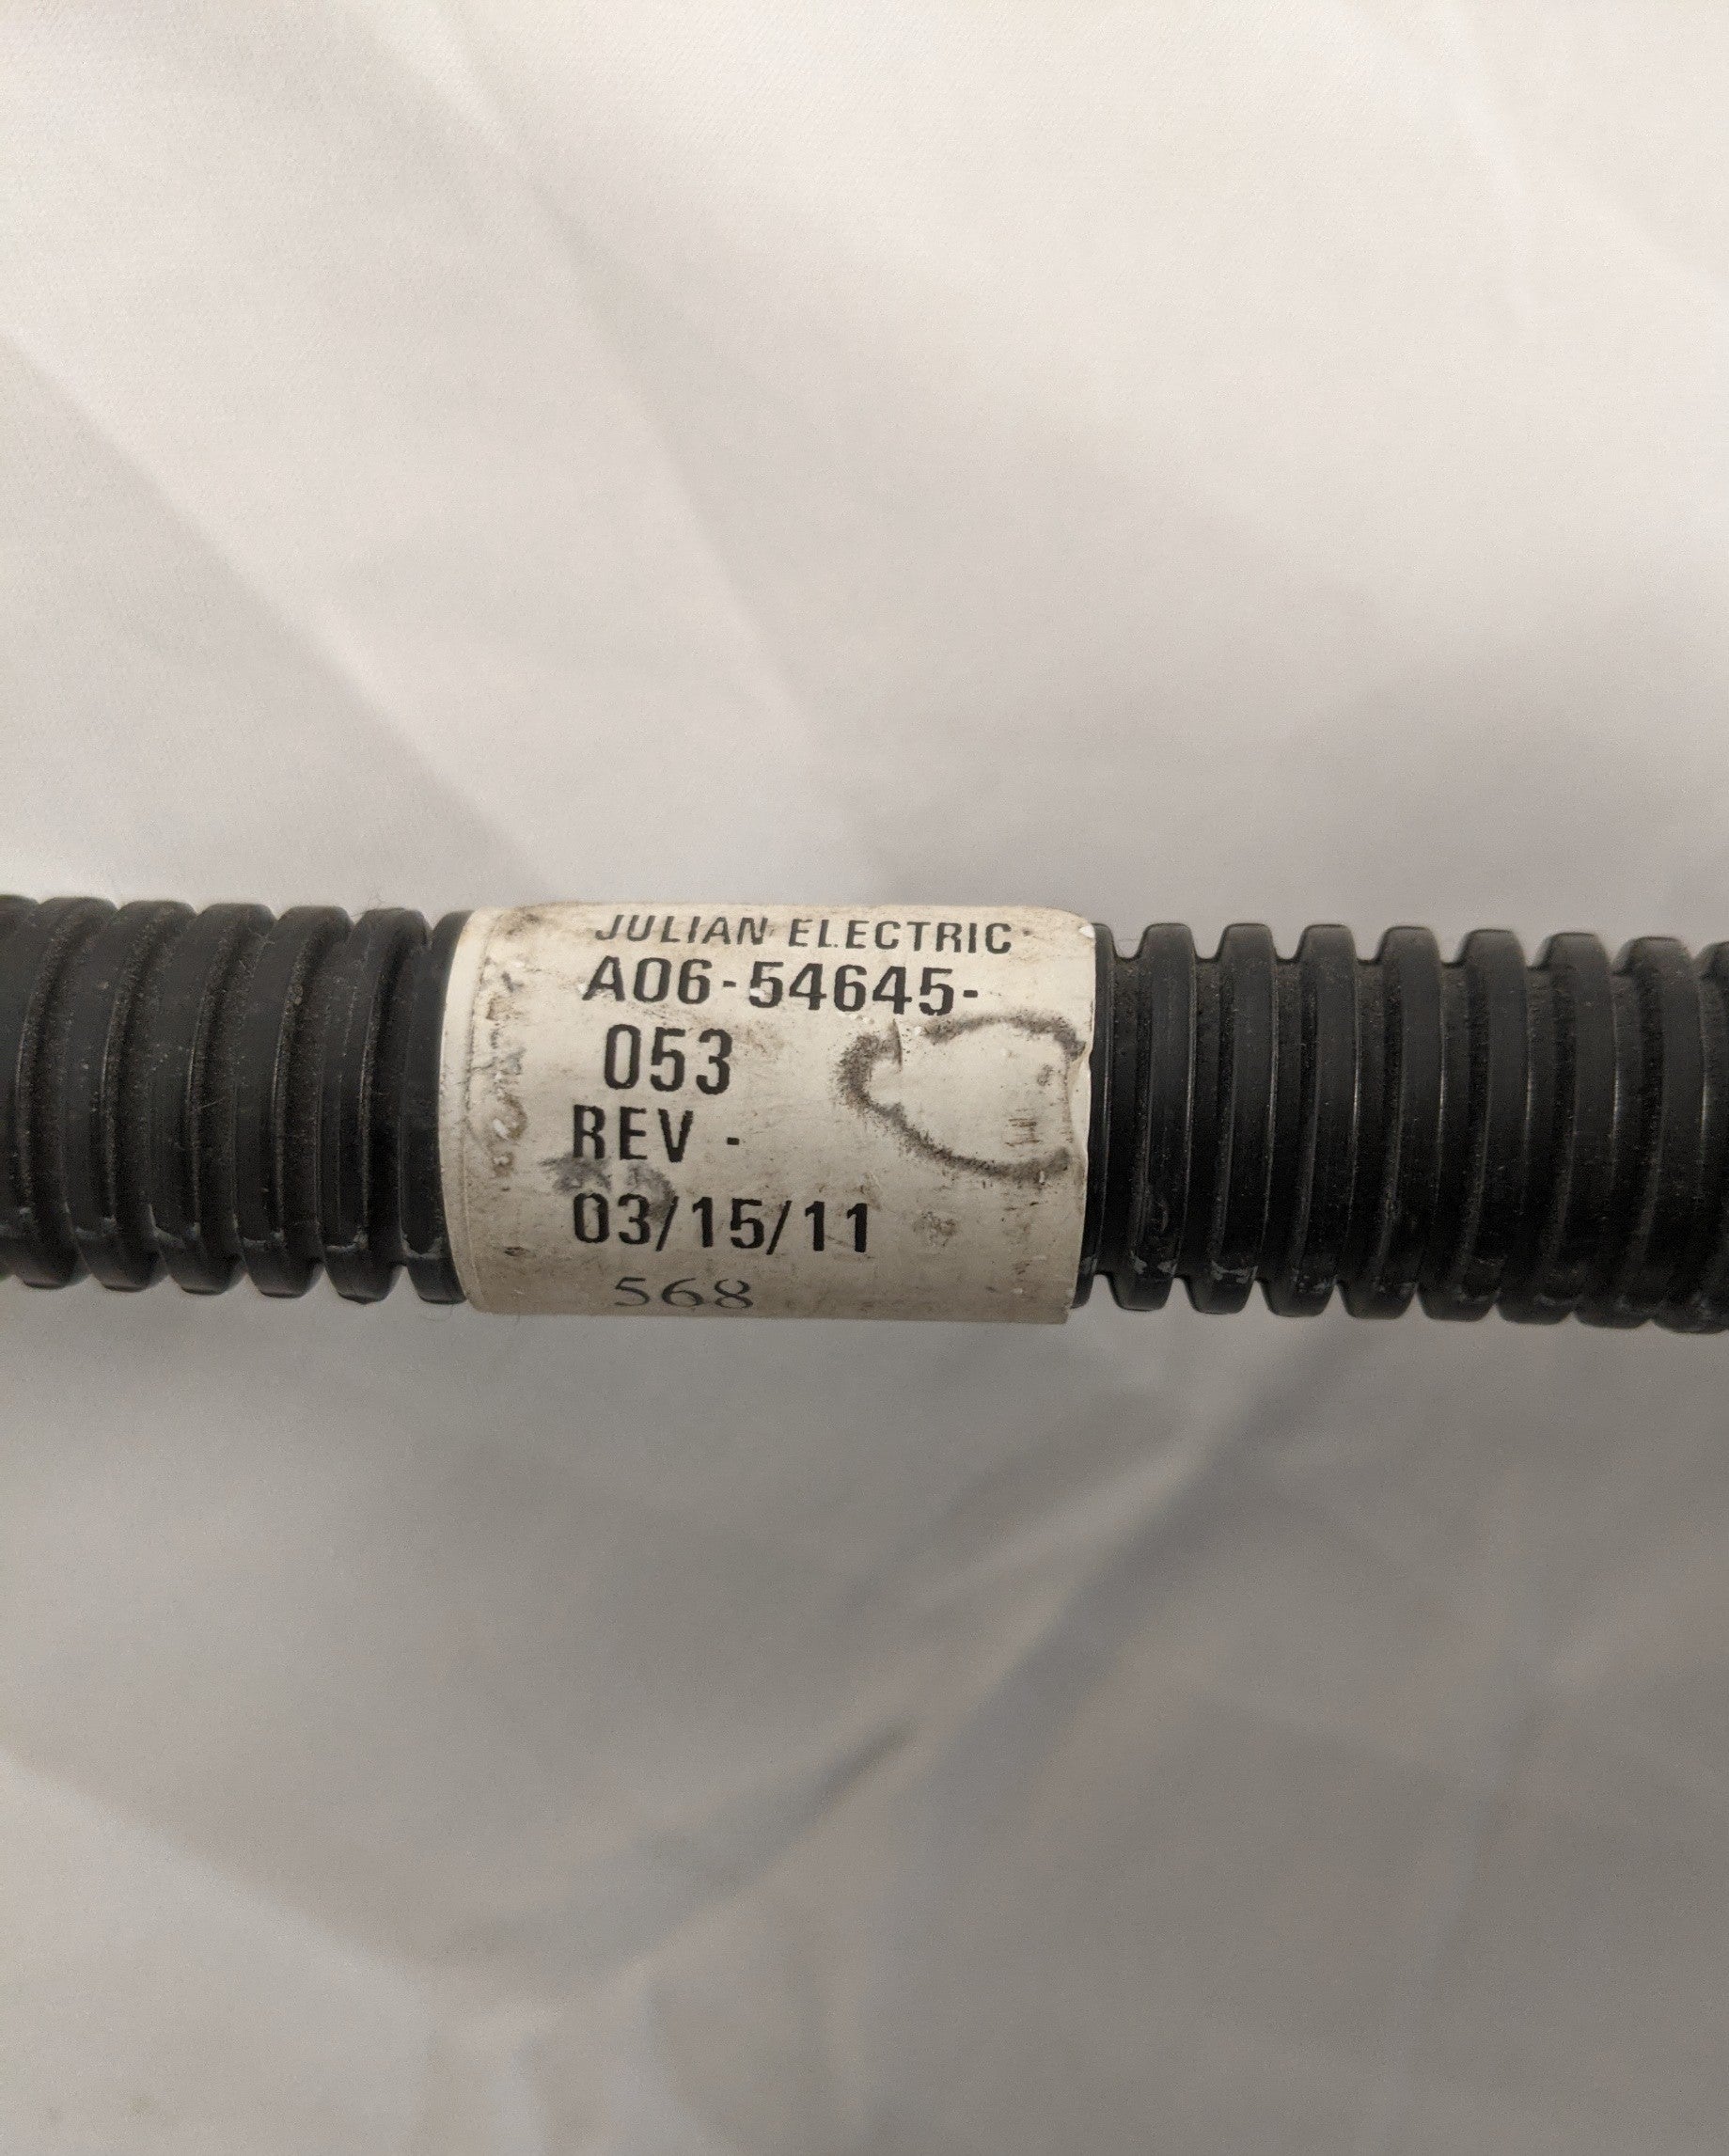 JULIAN ELECTRIC
A06-54645-
053
REV -
03/15/11
568